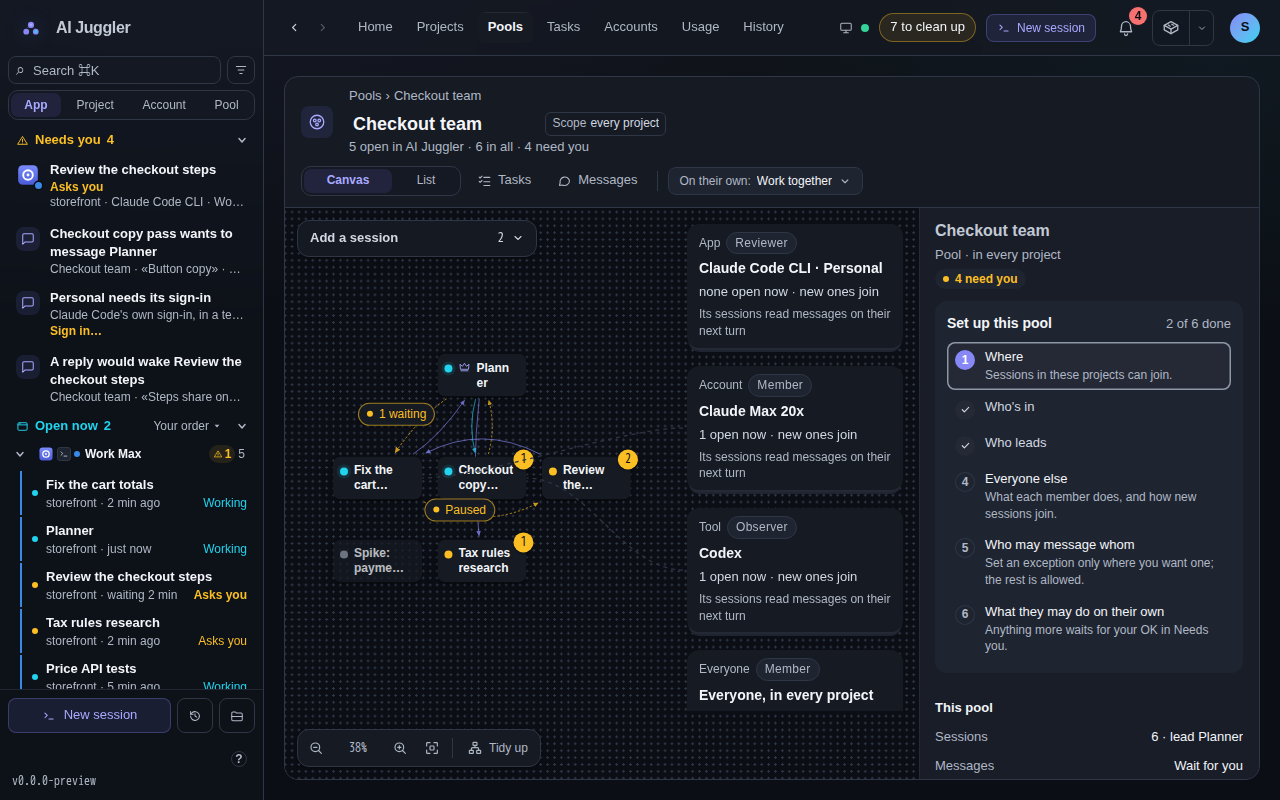 AI Juggler
Search ⌘K
App Project Account Pool
Needs you 4
Review the checkout steps
Asks you
storefront · Claude Code CLI · Wo…
Checkout copy pass wants to
message Planner
Checkout team · «Button copy» · …
Personal needs its sign-in
Claude Code's own sign-in, in a te…
Sign in…
A reply would wake Review the
checkout steps
Checkout team · «Steps share on…
Open now 2 Your order
Work Max 1 5
Fix the cart totals
storefront · 2 min ago Working
Planner
storefront · just now Working
Review the checkout steps
storefront · waiting 2 min Asks you
Tax rules research
storefront · 2 min ago Asks you
Price API tests
storefront · 5 min ago Working
New session
?
v0.0.0-preview
Home Projects Pools Tasks Accounts Usage History
7 to clean up
New session
4
S
Pools › Checkout team
Checkout team
Scope every project
5 open in AI Juggler · 6 in all · 4 need you
Canvas List Tasks Messages
On their own: Work together
Add a session 2
Plann
er
1 waiting
Fix the
cart…
Checkout
copy…
1
Review
the…
2
Paused
Spike:
payme…
Tax rules
research
1
App Reviewer
Claude Code CLI · Personal
none open now · new ones join
Its sessions read messages on their
next turn
Account Member
Claude Max 20x
1 open now · new ones join
Its sessions read messages on their
next turn
Tool Observer
Codex
1 open now · new ones join
Its sessions read messages on their
next turn
Everyone Member
Everyone, in every project
38%
Tidy up
Checkout team
Pool · in every project
4 need you
Set up this pool 2 of 6 done
1 Where
Sessions in these projects can join.
Who's in
Who leads
4 Everyone else
What each member does, and how new
sessions join.
5 Who may message whom
Set an exception only where you want one;
the rest is allowed.
6 What they may do on their own
Anything more waits for your OK in Needs
you.
This pool
Sessions 6 · lead Planner
Messages Wait for you